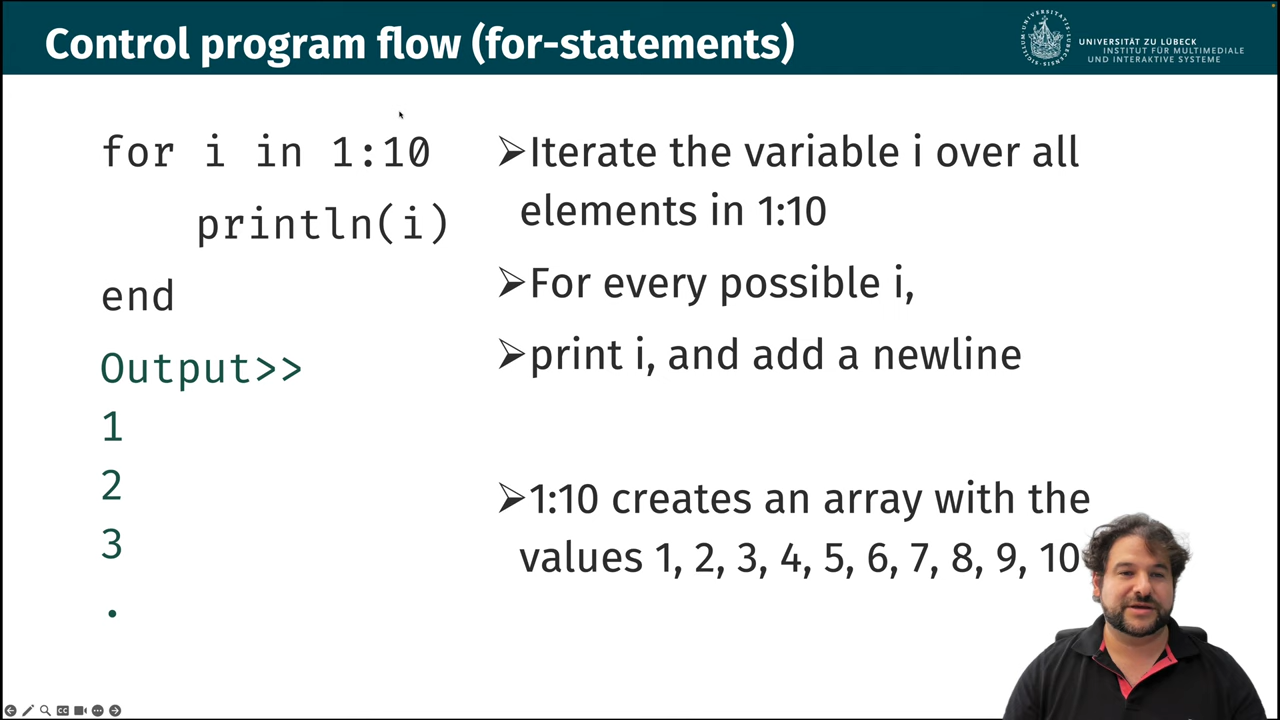 Control program flow (for-statements)
UNIVERSITÄT ZU LÜBECK
INSTITUT FÜR MULTIMEDIALE
UND INTERAKTIVE SYSTEME
for i in 1:10
println(i)
end
Output>>
1
2
3
.
➢Iterate the variable i over all
elements in 1:10
➢For every possible i,
➢print i, and add a newline
➢1:10 creates an array with the
values 1, 2, 3, 4, 5, 6, 7, 8, 9, 10